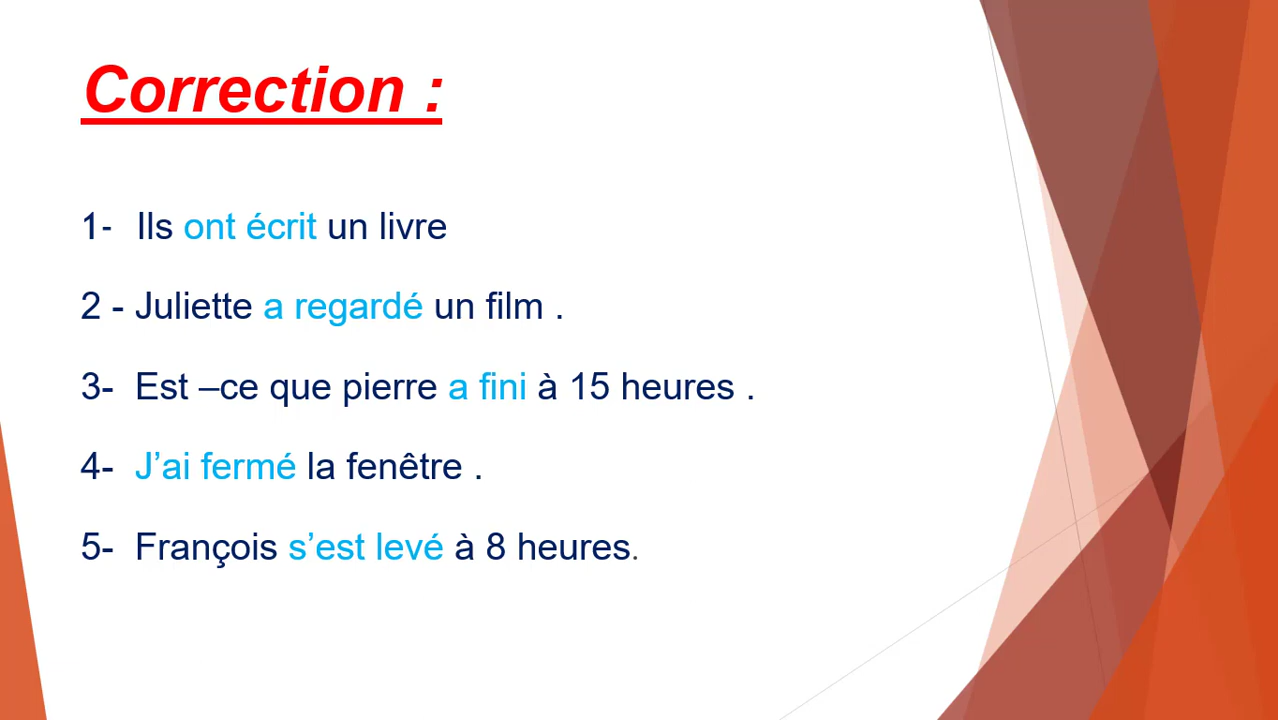 Correction :
1- Ils ont écrit un livre
2 - Juliette a regardé un film .
3- Est –ce que pierre a fini à 15 heures .
4- J’ai fermé la fenêtre .
5- François s’est levé à 8 heures.